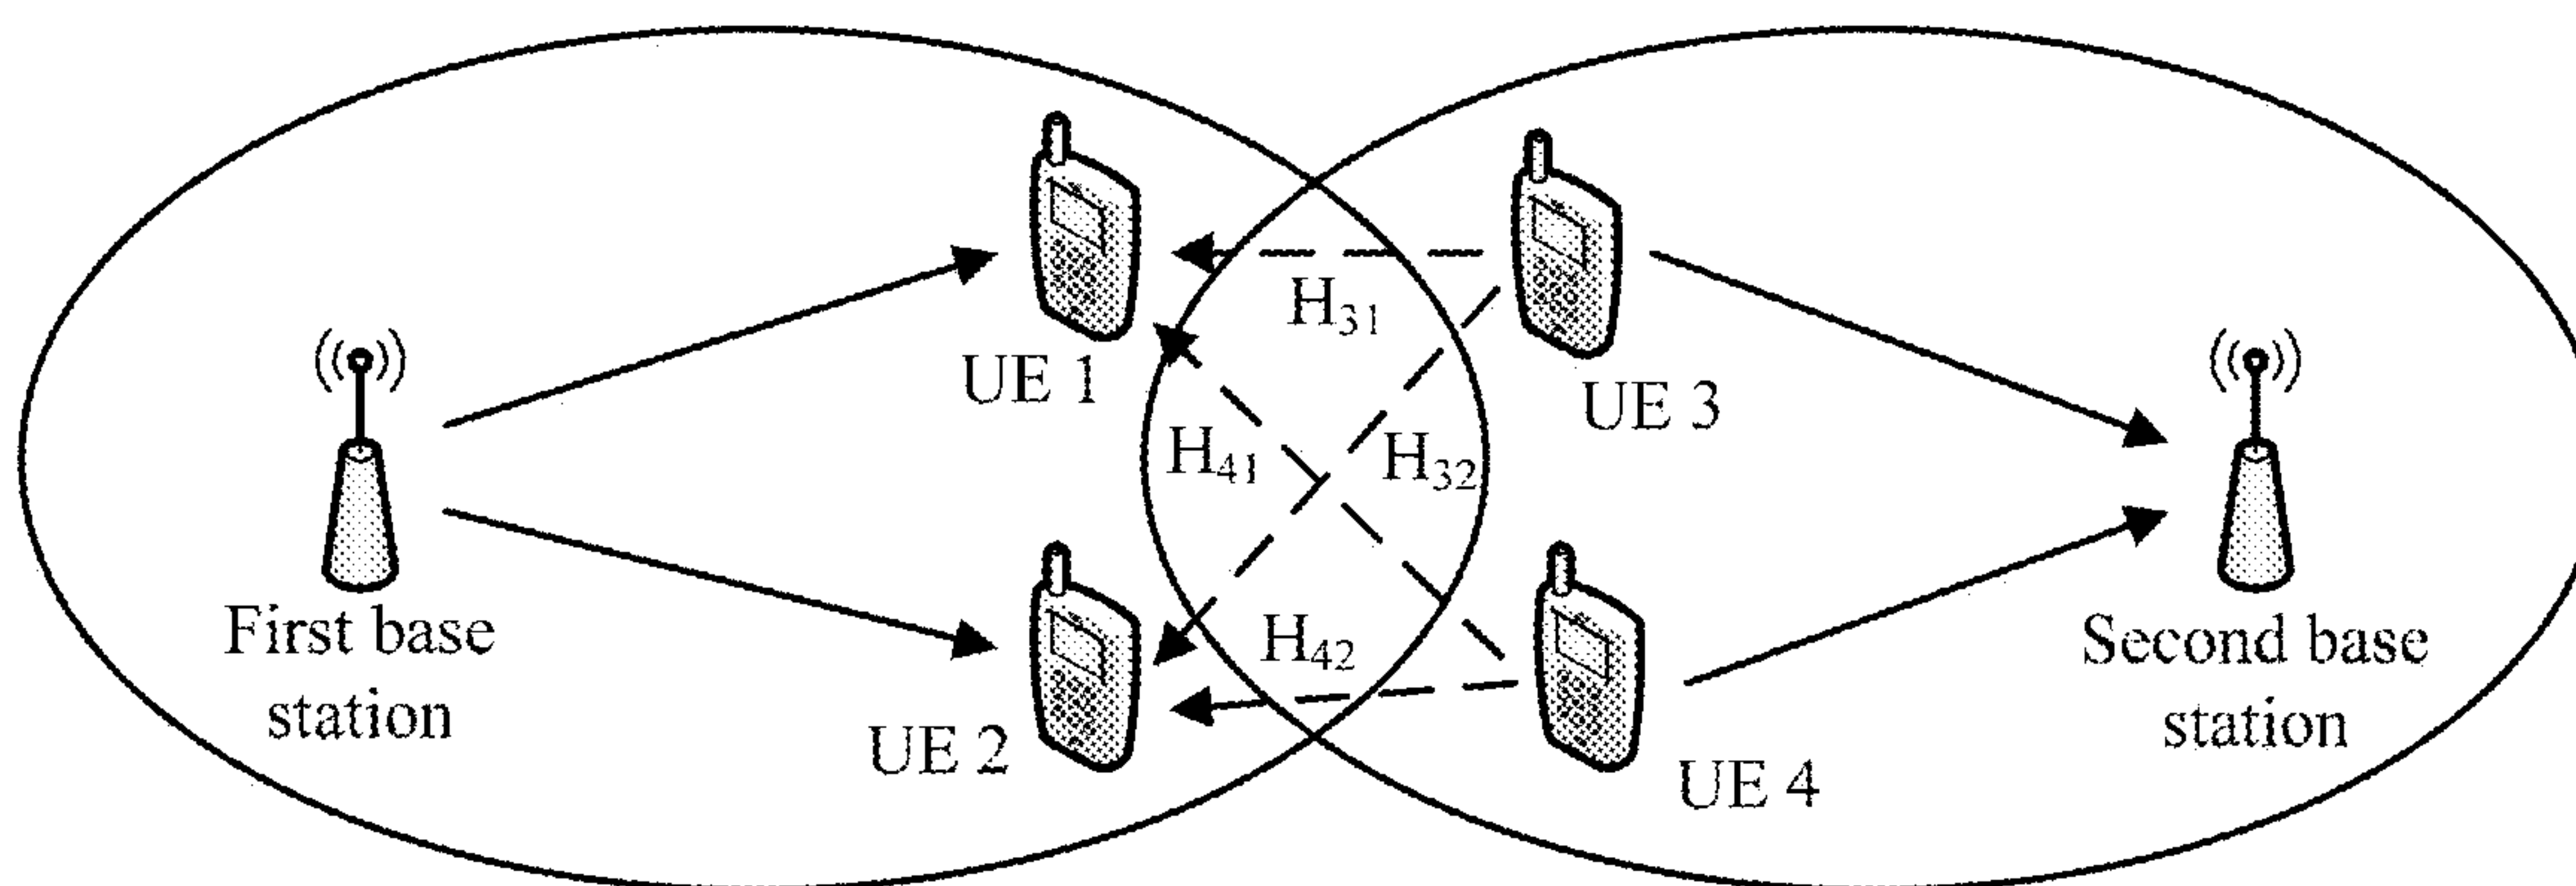 H₃₁
UE 1
UE 3
H₄₁
H₃₂
First base
station
H₄₂
Second base
station
UE 2
UE 4